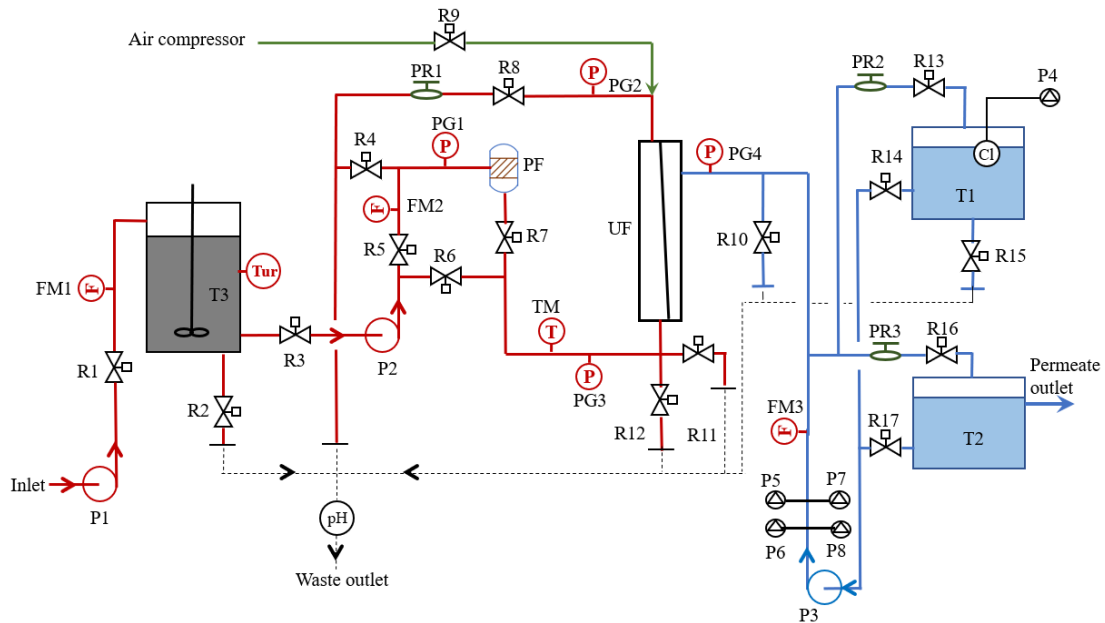 R9
Air compressor
PR1
R8
P
PG2
PR2
R13
P4
R4
PG1
P
PF
P
PG4
Cl
R14
T1
F
FM2
UF
R10
R15
R5
R6
R7
FM1
F
T3
Tur
TM
T
R3
P2
P
PG3
PR3
R16
Permeate
outlet
R1
R2
R12
R11
FM3
F
R17
T2
Inlet
P1
pH
P5
P7
P6
P8
Waste outlet
P3